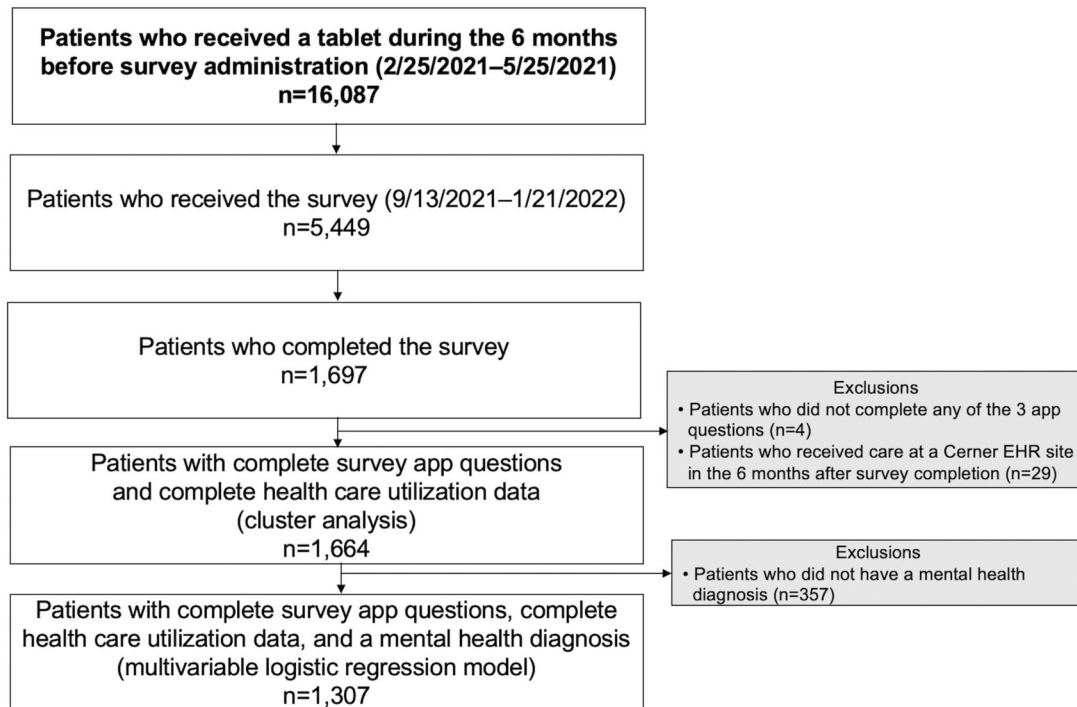 Patients who received a tablet during the 6 months
before survey administration (2/25/2021–5/25/2021)
n=16,087
Patients who received the survey (9/13/2021–1/21/2022)
n=5,449
Patients who completed the survey
n=1,697
Exclusions
• Patients who did not complete any of the 3 app
questions (n=4)
• Patients who received care at a Cerner EHR site
in the 6 months after survey completion (n=29)
Patients with complete survey app questions
and complete health care utilization data
(cluster analysis)
n=1,664
Exclusions
• Patients who did not have a mental health
diagnosis (n=357)
Patients with complete survey app questions, complete
health care utilization data, and a mental health diagnosis
(multivariable logistic regression model)
n=1,307